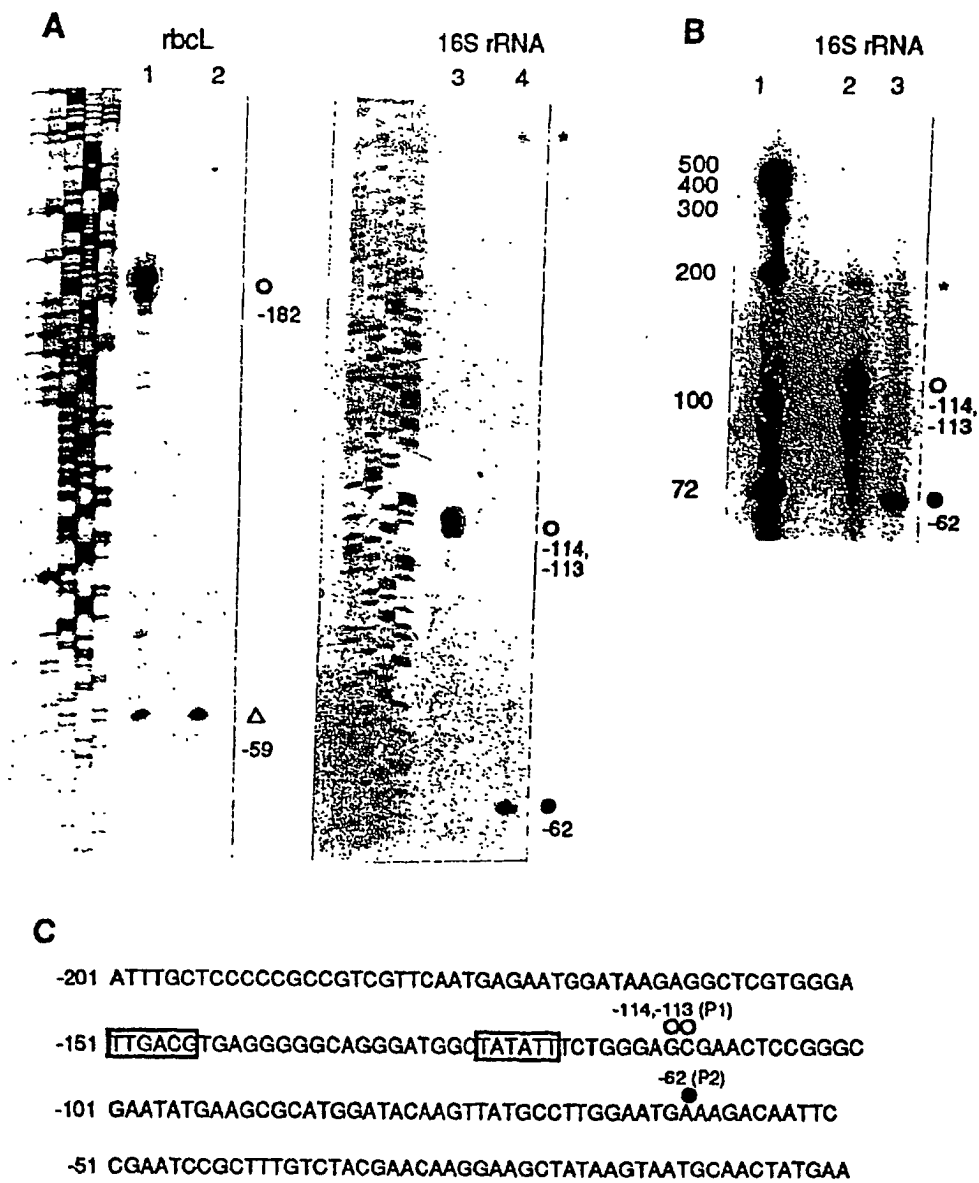 A
rbcL
1 2
16S rRNA
3 4
*
-182
-114,
-113
-59
-62
B
16S rRNA
1 2 3
500
400
300
200
*
100
-114,
-113
72
-62
C
-201 ATTTGCTCCCCCGCCGTCGTTCAATGAGAATGGATAAGAGGCTCGTGGGA
-114,-113 (P1)
-151 TTGACGTGAGGGGGCAGGGATGGCTATATTTCTGGGAGCGAACTCCGGGC
-62 (P2)
-101 GAATATGAAGCGCATGGATACAAGTTATGCCTTGGAATGAAAGACAATTC
-51 CGAATCCGCTTTGTCTACGAACAAGGAAGCTATAAGTAATGCAACTATGAA